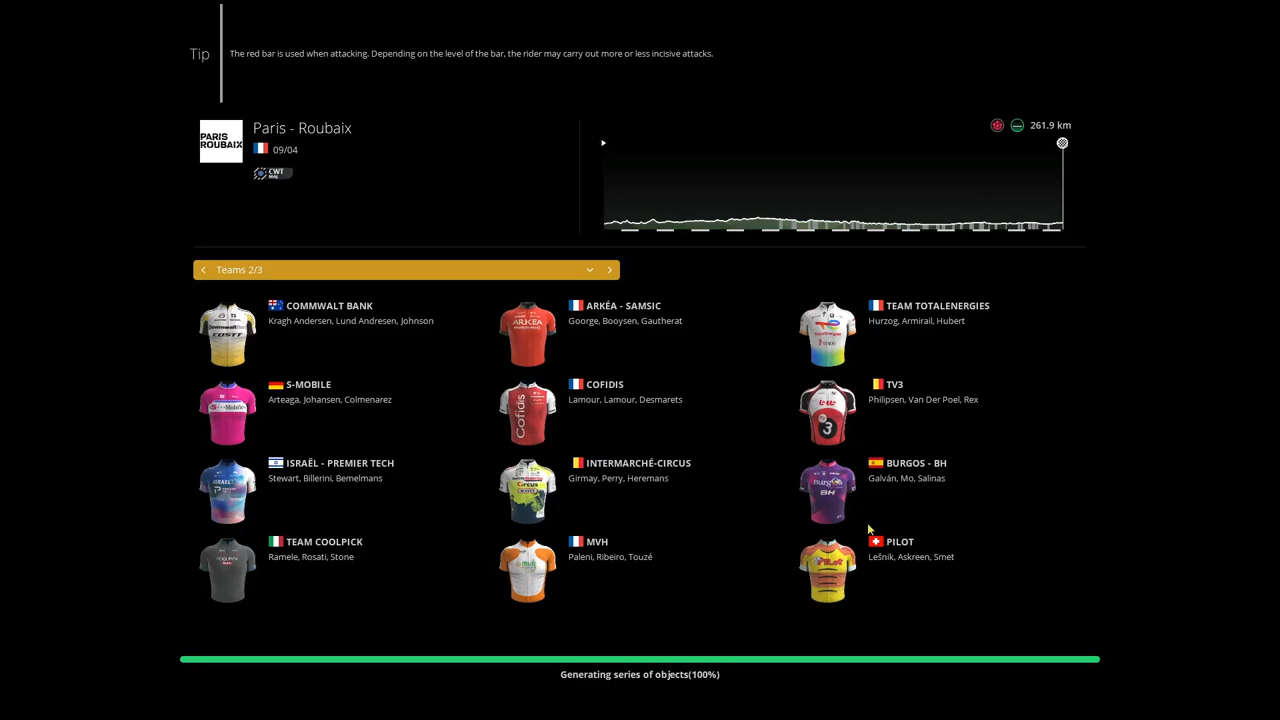 Tip
The red bar is used when attacking. Depending on the level of the bar, the rider may carry out more or less incisive attacks.
PARIS ROUBAIX
Paris - Roubaix
09/04
CWT
261.9 km
Teams 2/3
COMMWALT BANK
Kragh Andersen, Lund Andresen, Johnson
ARKÉA - SAMSIC
Goorge, Booysen, Gautherat
TEAM TOTALENERGIES
Hurzog, Armirail, Hubert
S-MOBILE
Arteaga, Johansen, Colmenarez
COFIDIS
Lamour, Lamour, Desmarets
TV3
Philipsen, Van Der Poel, Rex
ISRAËL - PREMIER TECH
Stewart, Billerini, Bemelmans
INTERMARCHÉ-CIRCUS
Girmay, Perry, Heremans
BURGOS - BH
Galván, Mo, Salinas
TEAM COOLPICK
Ramele, Rosati, Stone
MVH
Paleni, Ribeiro, Touzé
PILOT
Lešnik, Askreen, Smet
Generating series of objects(100%)